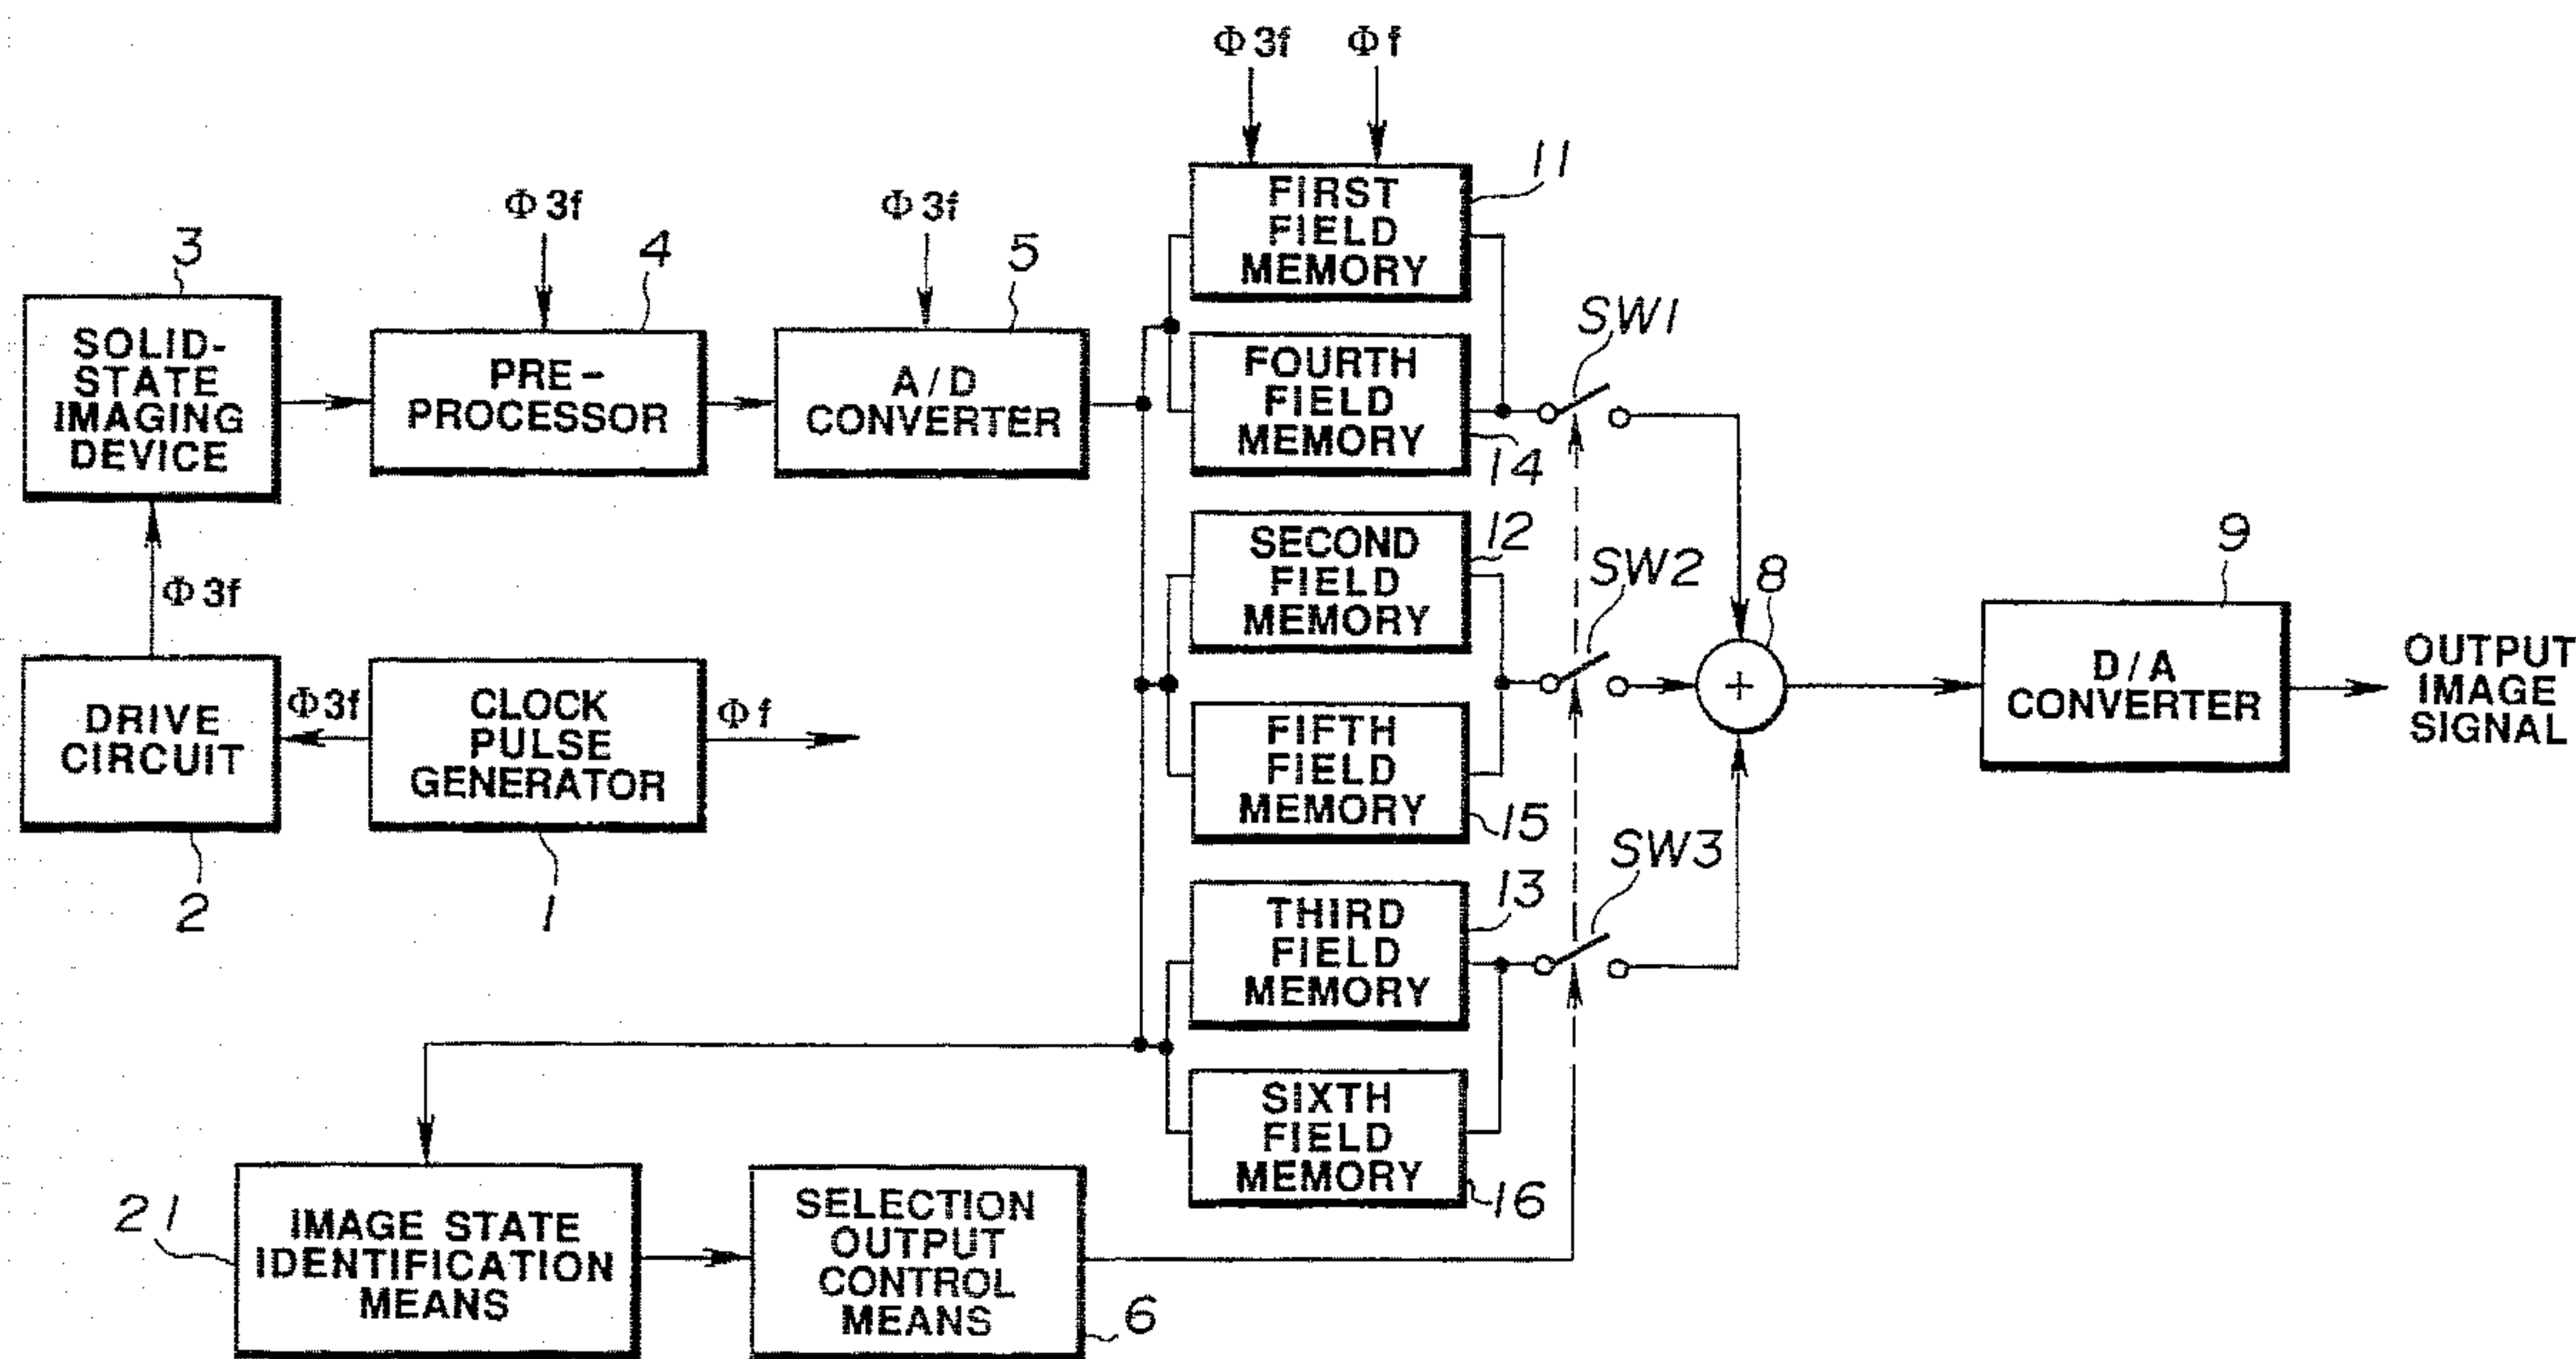 Φ3f Φf
11
FIRST
FIELD
MEMORY
Φ3f
Φ3f
3
4
5
SOLID-
STATE
IMAGING
DEVICE
PRE-
PROCESSOR
A/D
CONVERTER
FOURTH
FIELD
MEMORY
14
SW1
SECOND
FIELD
MEMORY
12
SW2
8
9
Φ3f
DRIVE
CIRCUIT
2
Φ3f
CLOCK
PULSE
GENERATOR
1
Φf
FIFTH
FIELD
MEMORY
15
+
D/A
CONVERTER
OUTPUT
IMAGE
SIGNAL
SW3
THIRD
FIELD
MEMORY
13
SIXTH
FIELD
MEMORY
16
21
IMAGE STATE
IDENTIFICATION
MEANS
SELECTION
OUTPUT
CONTROL
MEANS
6